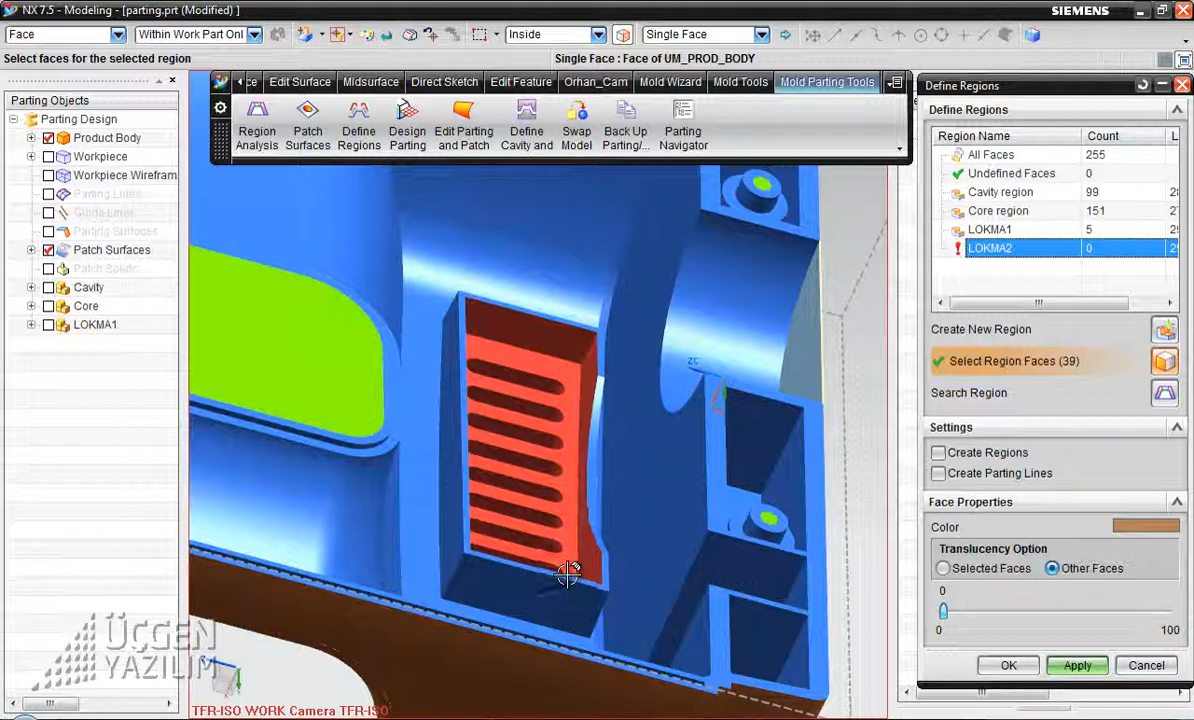 NX 7.5 - Modeling - [parting.prt (Modified) ]
SIEMENS
Face
Within Work Part Onl
Inside
Single Face
Select faces for the selected region
Single Face : Face of UM_PROD_BODY
Parting Objects
Parting Design
Product Body
Workpiece
Workpiece Wirefram
Parting Lines
Guide Lines
Parting Surfaces
Patch Surfaces
Patch Solids
Cavity
Core
LOKMA1
ce
Edit Surface
Midsurface
Direct Sketch
Edit Feature
Orhan_Cam
Mold Wizard
Mold Tools
Mold Parting Tools
Region Analysis
Patch Surfaces
Define Regions
Design Parting
Edit Parting and Patch
Define Cavity and
Swap Model
Back Up Parting/...
Parting Navigator
ZC
ÜÇGEN
YAZILIM
TFR-ISO WORK Camera TFR-ISO
Define Regions
Define Regions
Region Name Count L
All Faces 255
Undefined Faces 0
Cavity region 99 28
Core region 151 27
LOKMA1 5 29
LOKMA2 0 29
Create New Region
Select Region Faces (39)
Search Region
Settings
Create Regions
Create Parting Lines
Face Properties
Color
Translucency Option
Selected Faces
Other Faces
0
0 100
OK
Apply
Cancel